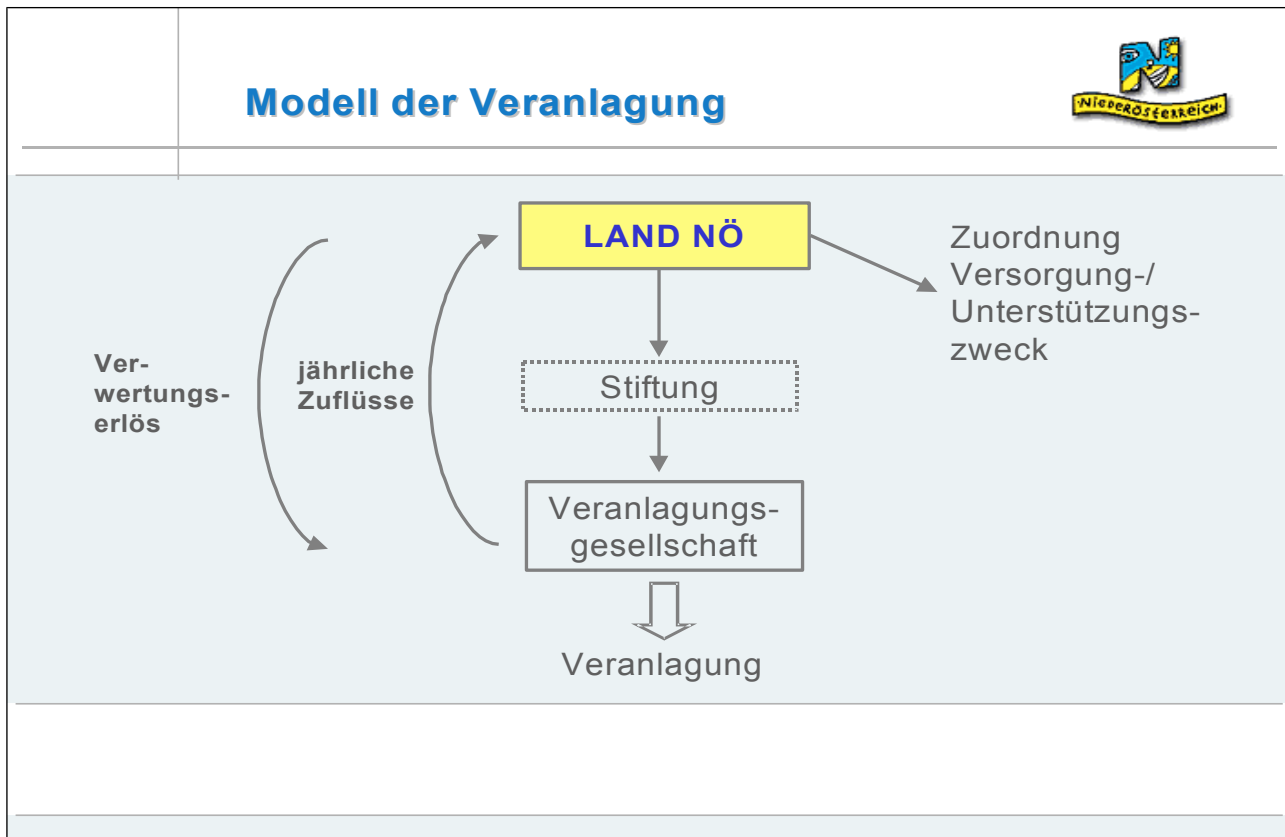 Modell der Veranlagung
NIEDERÖSTERREICH
LAND NÖ
Zuordnung
Versorgung-/
Unterstützungs-
zweck
Ver-
wertungs-
erlös
jährliche
Zuflüsse
Stiftung
Veranlagungs-
gesellschaft
Veranlagung